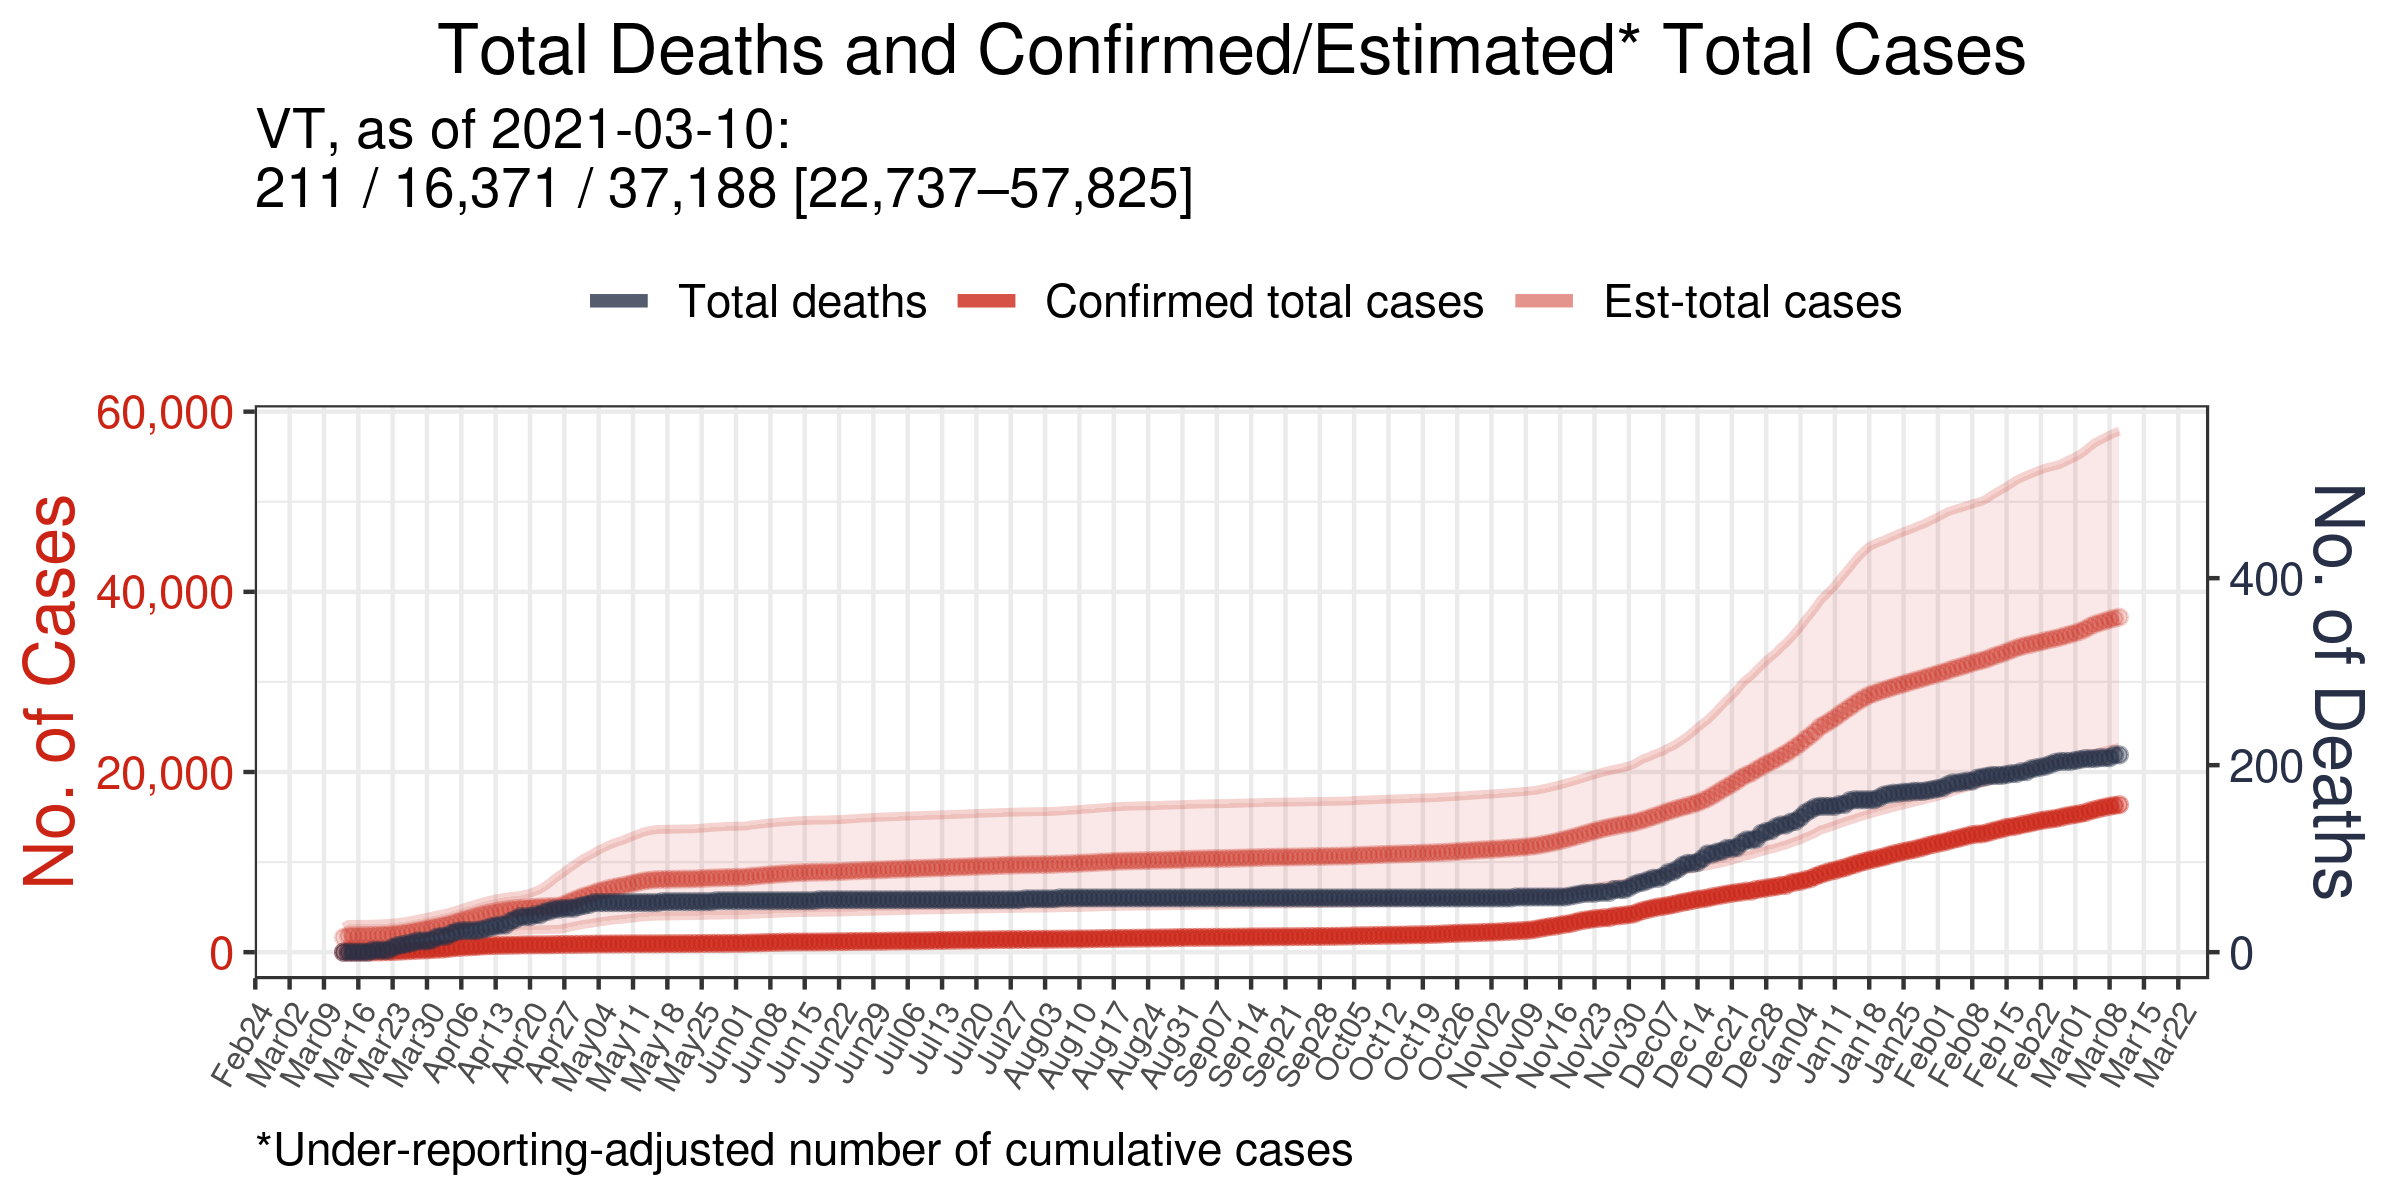 Total Deaths and Confirmed/Estimated* Total Cases
VT, as of 2021-03-10:
211 / 16,371 / 37,188 [22,737–57,825]
Total deaths
Confirmed total cases
Est-total cases
No. of Cases
60,000
40,000
20,000
0
No. of Deaths
400
200
0
Feb24
Mar02
Mar09
Mar16
Mar23
Mar30
Apr06
Apr13
Apr20
Apr27
May04
May11
May18
May25
Jun01
Jun08
Jun15
Jun22
Jun29
Jul06
Jul13
Jul20
Jul27
Aug03
Aug10
Aug17
Aug24
Aug31
Sep07
Sep14
Sep21
Sep28
Oct05
Oct12
Oct19
Oct26
Nov02
Nov09
Nov16
Nov23
Nov30
Dec07
Dec14
Dec21
Dec28
Jan04
Jan11
Jan18
Jan25
Feb01
Feb08
Feb15
Feb22
Mar01
Mar08
Mar15
Mar22
*Under-reporting-adjusted number of cumulative cases